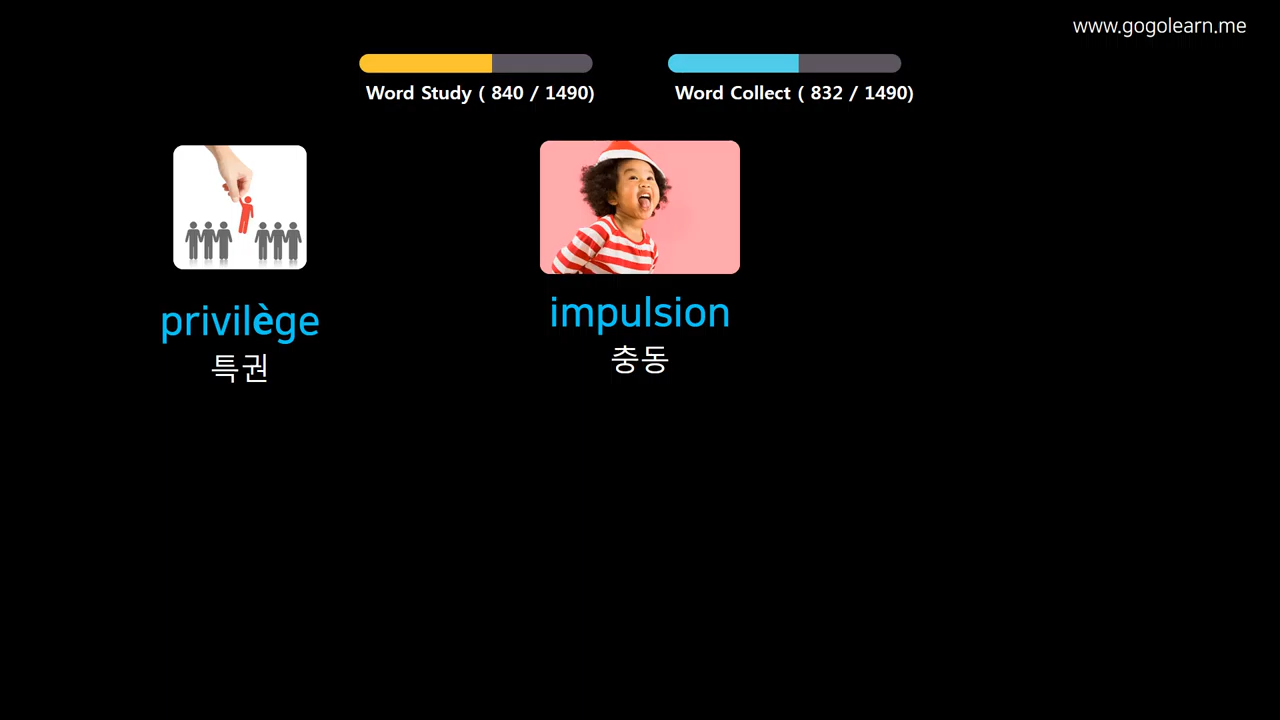 www.gogolearn.me
Word Study ( 840 / 1490)
Word Collect ( 832 / 1490)
privilège
특권
impulsion
충동